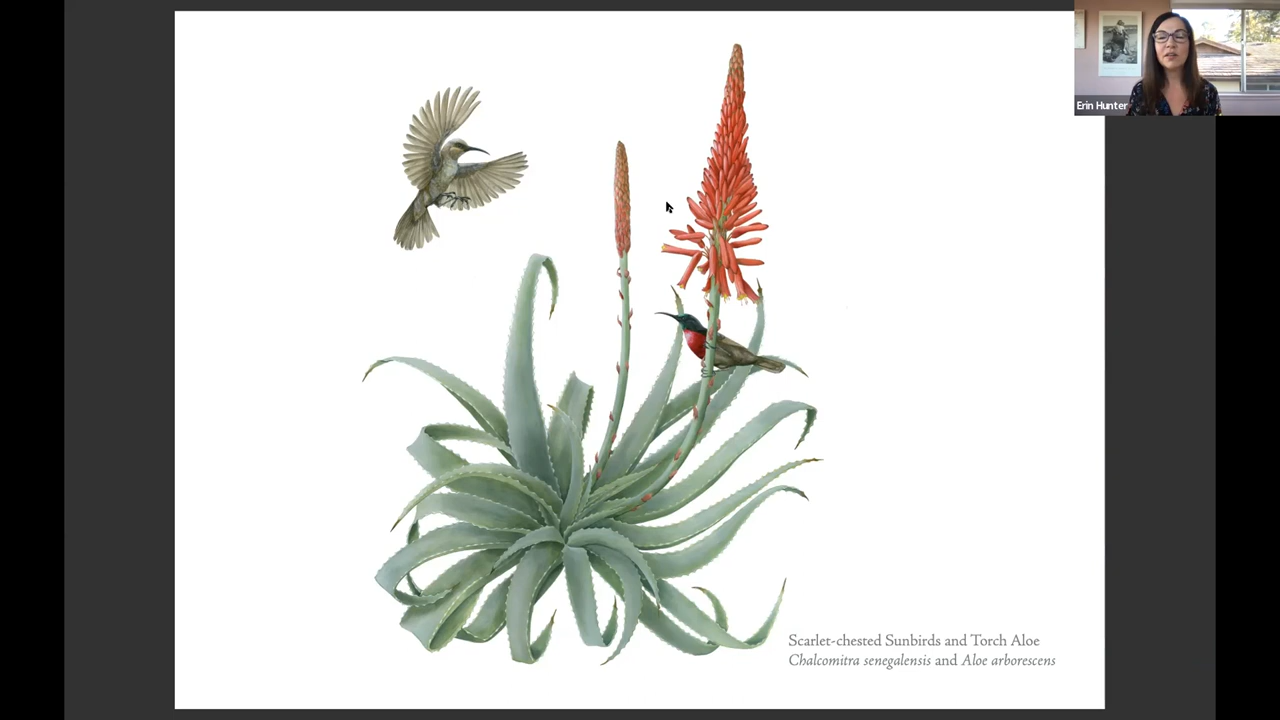 Erin Hunter
Scarlet-chested Sunbirds and Torch Aloe
Chalcomitra senegalensis and Aloe arborescens